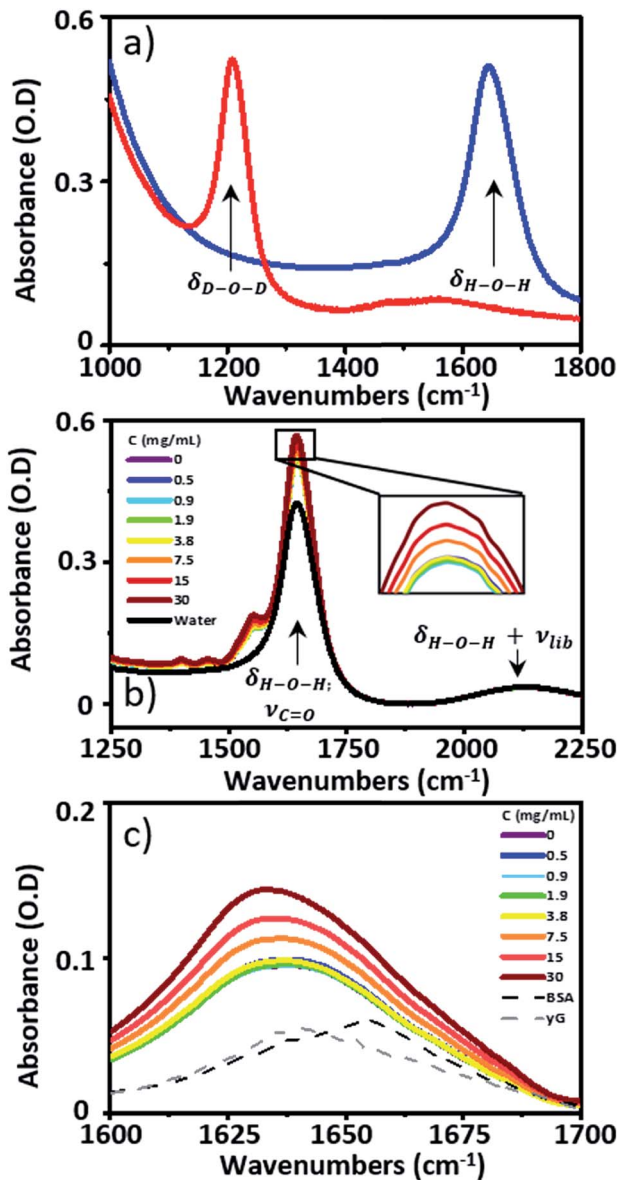 a)
0.6
0.3
0
Absorbance (O.D)
δD−O−D
δH−O−H
1000 1200 1400 1600 1800
Wavenumbers (cm-1)
0.6
0.3
0
Absorbance (O.D)
C (mg/mL)
0
0.5
0.9
1.9
3.8
7.5
15
30
Water
δH−O−H + νlib
δH−O−H;
νC=O
b)
1250 1500 1750 2000 2250
Wavenumbers (cm-1)
0.2
0.1
0
Absorbance (O.D)
c)
C (mg/mL)
0
0.5
0.9
1.9
3.8
7.5
15
30
BSA
yG
1600 1625 1650 1675 1700
Wavenumbers (cm-1)